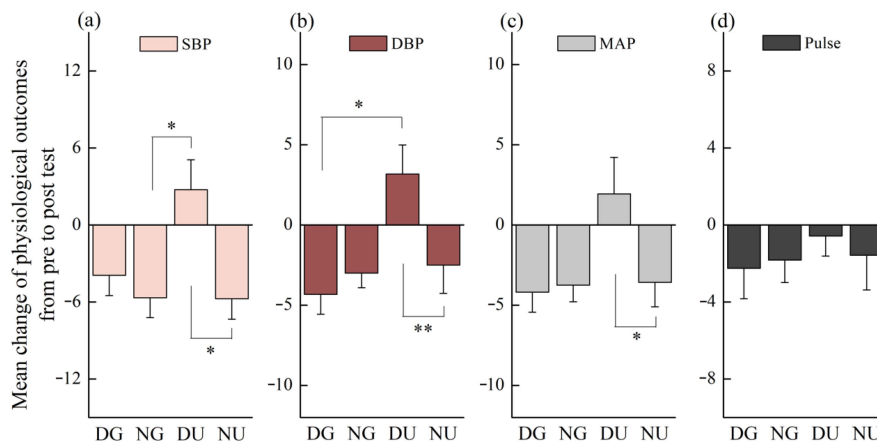 (a)
SBP
(b)
DBP
(c)
MAP
(d)
Pulse
Mean change of physiological outcomes
from pre to post test
12
6
0
−6
−12
*
*
DG NG DU NU
10
5
0
−5
−10
*
**
DG NG DU NU
10
5
0
−5
−10
*
DG NG DU NU
8
4
0
−4
−8
DG NG DU NU